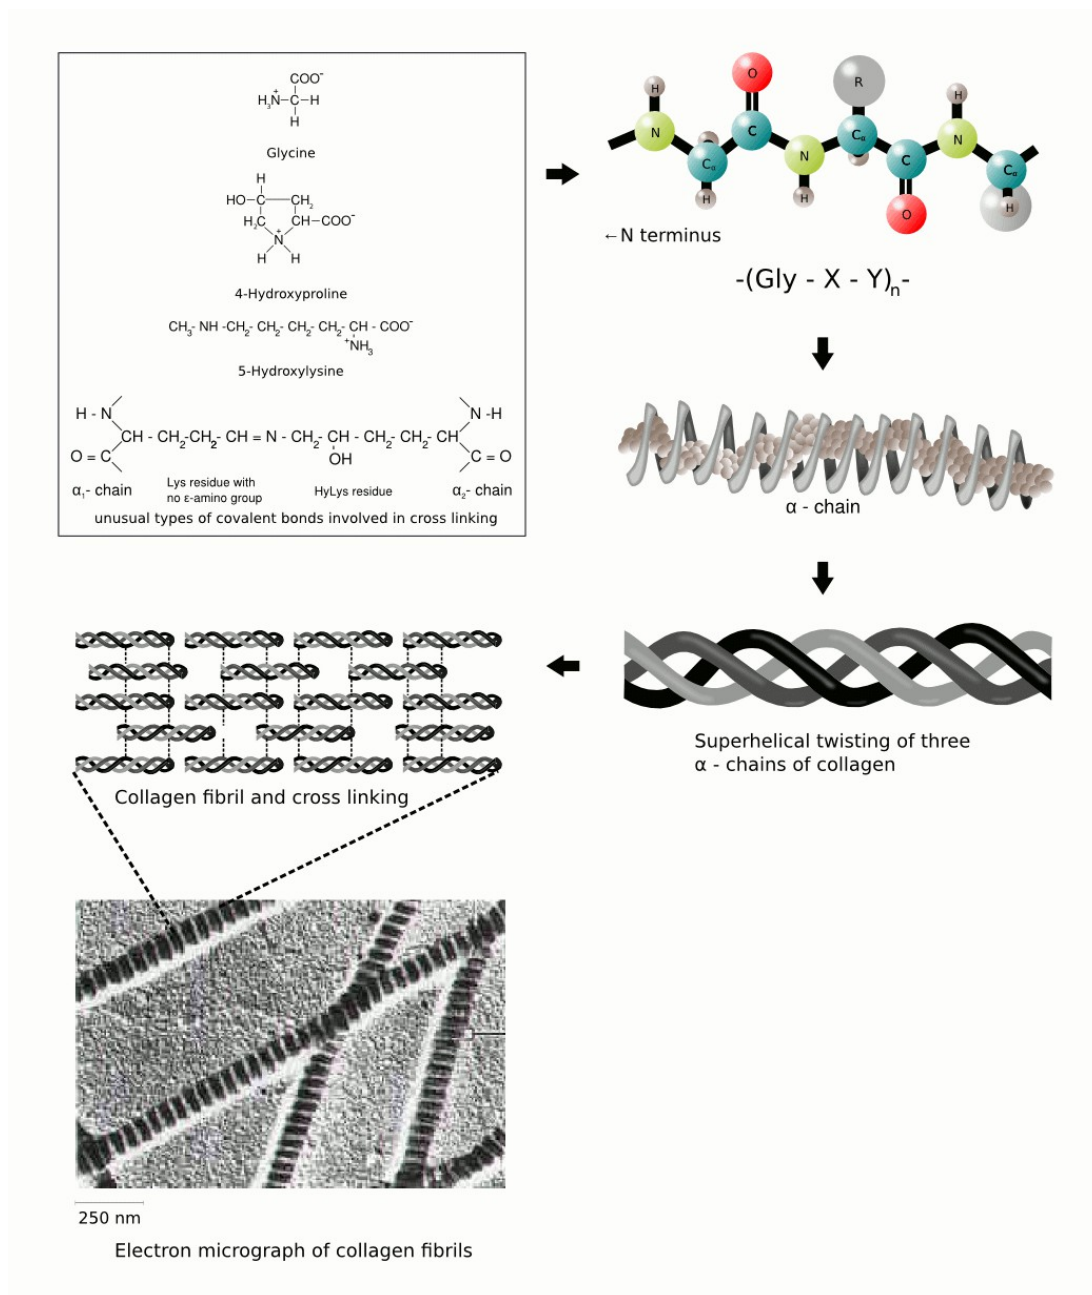 COO⁻
H₃N⁺–C–H
H
Glycine
H
HO–C CH₂
H₂C CH–COO⁻
N⁺
H H
4-Hydroxyproline
CH₃- NH -CH₂- CH₂- CH₂- CH₂- CH - COO⁻
⁺NH₃
5-Hydroxylysine
H - N N -H
CH - CH₂-CH₂- CH = N - CH₂- CH - CH₂- CH₂- CH
O = C OH C = O
α₁- chain
Lys residue with
no ε-amino group
HyLys residue
α₂- chain
unusual types of covalent bonds involved in cross linking
H O R H
N C Cα N
Cα N C Cα
H H O H
←N terminus
-(Gly - X - Y)n-
α - chain
Superhelical twisting of three
α - chains of collagen
Collagen fibril and cross linking
250 nm
Electron micrograph of collagen fibrils